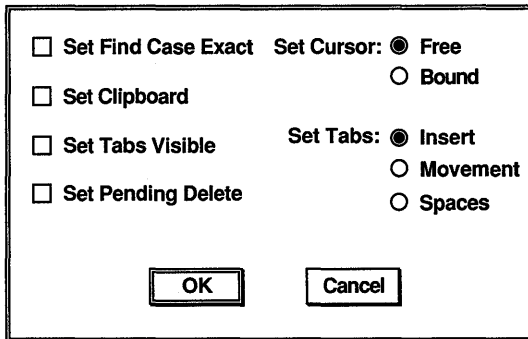 Set Find Case Exact
Set Clipboard
Set Tabs Visible
Set Pending Delete
Set Cursor: Free
Bound
Set Tabs: Insert
Movement
Spaces
OK
Cancel